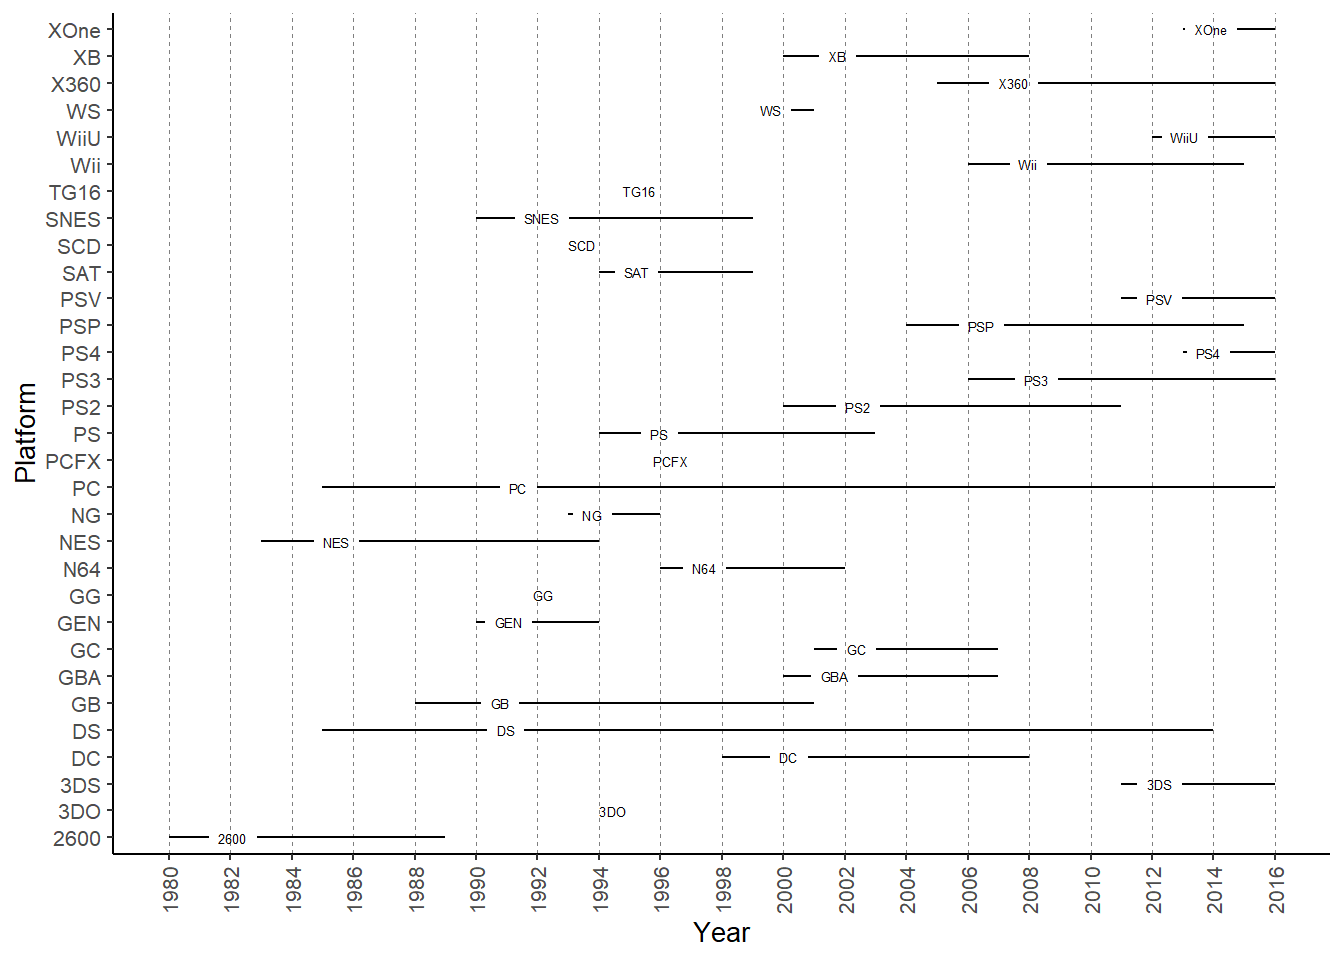 XOne XOne
XB XB
X360 X360
WS WS
WiiU WiiU
Wii Wii
TG16 TG16
SNES SNES
SCD SCD
SAT SAT
PSV PSV
PSP PSP
PS4 PS4
PS3 PS3
PS2 PS2
PS PS
PCFX PCFX
PC PC
NG NG
NES NES
N64 N64
GG GG
GEN GEN
GC GC
GBA GBA
GB GB
DS DS
DC DC
3DS 3DS
3DO 3DO
2600 2600
Platform
1980 1982 1984 1986 1988 1990 1992 1994 1996 1998 2000 2002 2004 2006 2008 2010 2012 2014 2016
Year